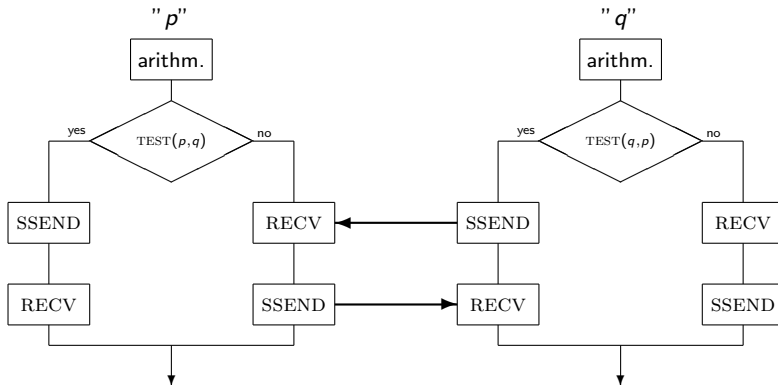 " p"
" q"
arithm.
arithm.
yes
TEST(p,q)
no
yes
TEST(q,p)
no
SSEND
RECV
SSEND
RECV
RECV
SSEND
RECV
SSEND